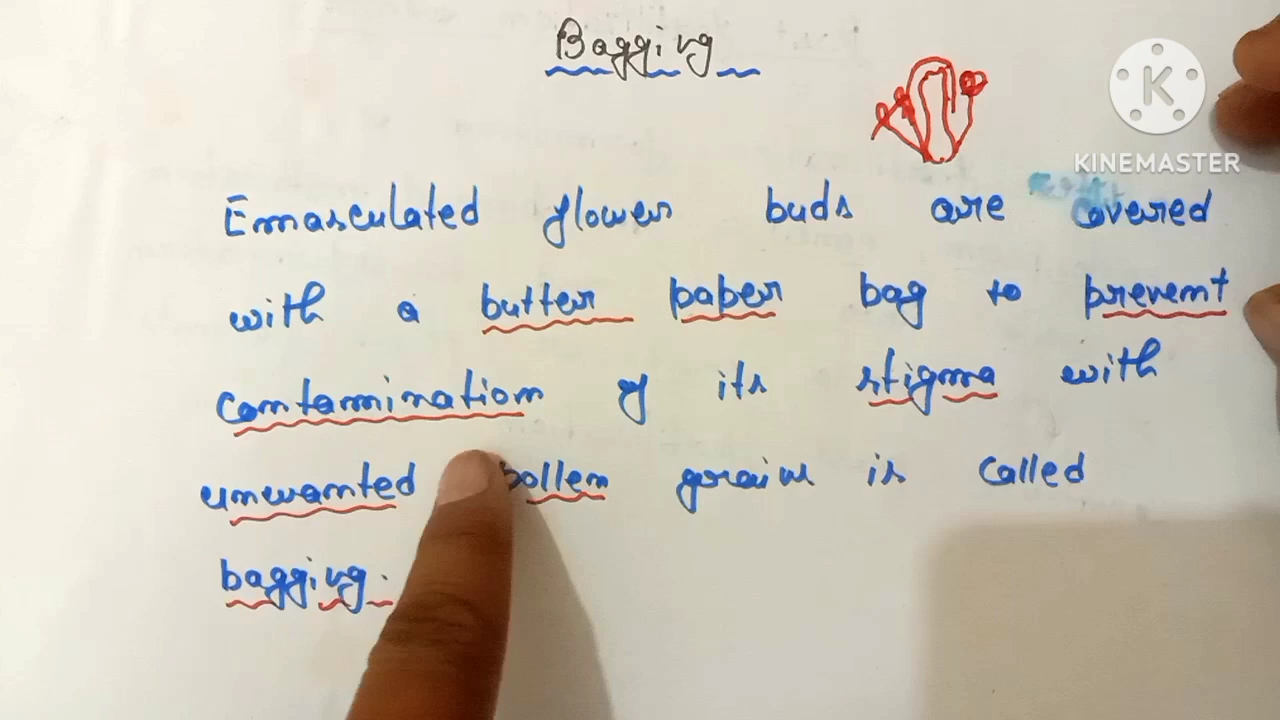 Bagging
KINEMASTER
Emasculated flower buds are covered
with a butter paper bag to prevent
contamination of its stigma with
unwanted pollen grains is called
bagging.